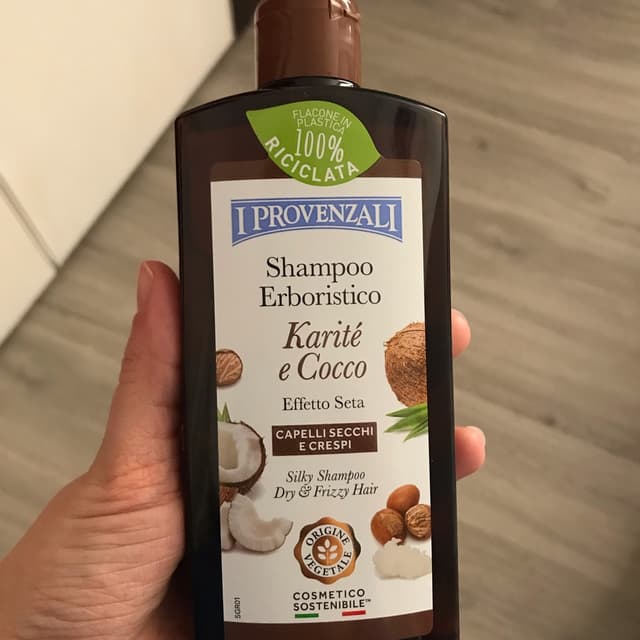 FLACONE IN
PLASTICA
100%
RICICLATA
I PROVENZALI
Shampoo
Erboristico
Karité
e Cocco
Effetto Seta
CAPELLI SECCHI
E CRESPI
Silky Shampoo
Dry & Frizzy Hair
ORIGINE
VEGETALE
COSMETICO
SOSTENIBILE™
SGR01